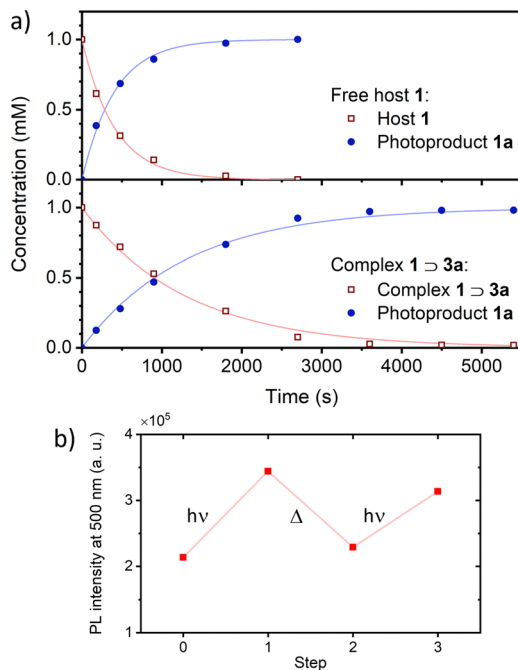 a)
1.0
0.5
0.0
Free host 1:
Host 1
Photoproduct 1a
1.0
0.5
0.0
Complex 1 ⊃ 3a:
Complex 1 ⊃ 3a
Photoproduct 1a
Concentration (mM)
0 1000 2000 3000 4000 5000
Time (s)
b)
×10⁵
4
3
2
1
hν
Δ
hν
PL intensity at 500 nm (a. u.)
0 1 2 3
Step